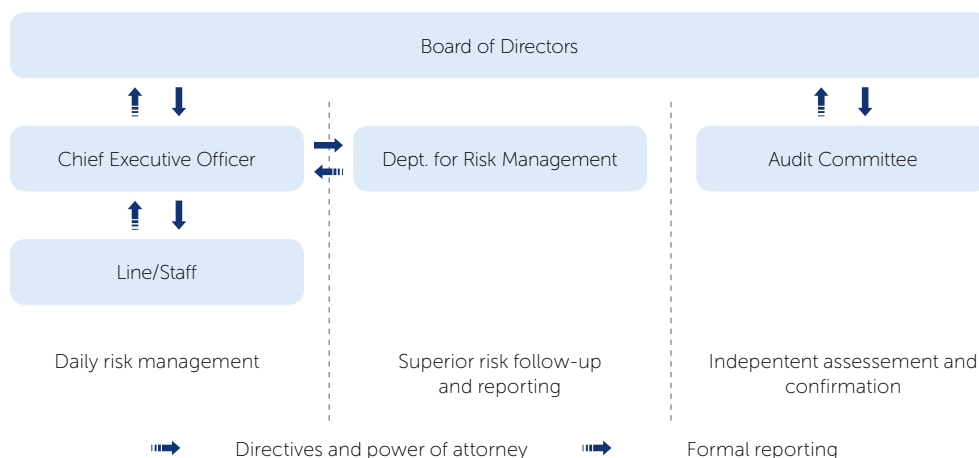 Board of Directors
Chief Executive Officer
Dept. for Risk Management
Audit Committee
Line/Staff
Daily risk management
Superior risk follow-up
and reporting
Indepentent assessement and
confirmation
Directives and power of attorney
Formal reporting